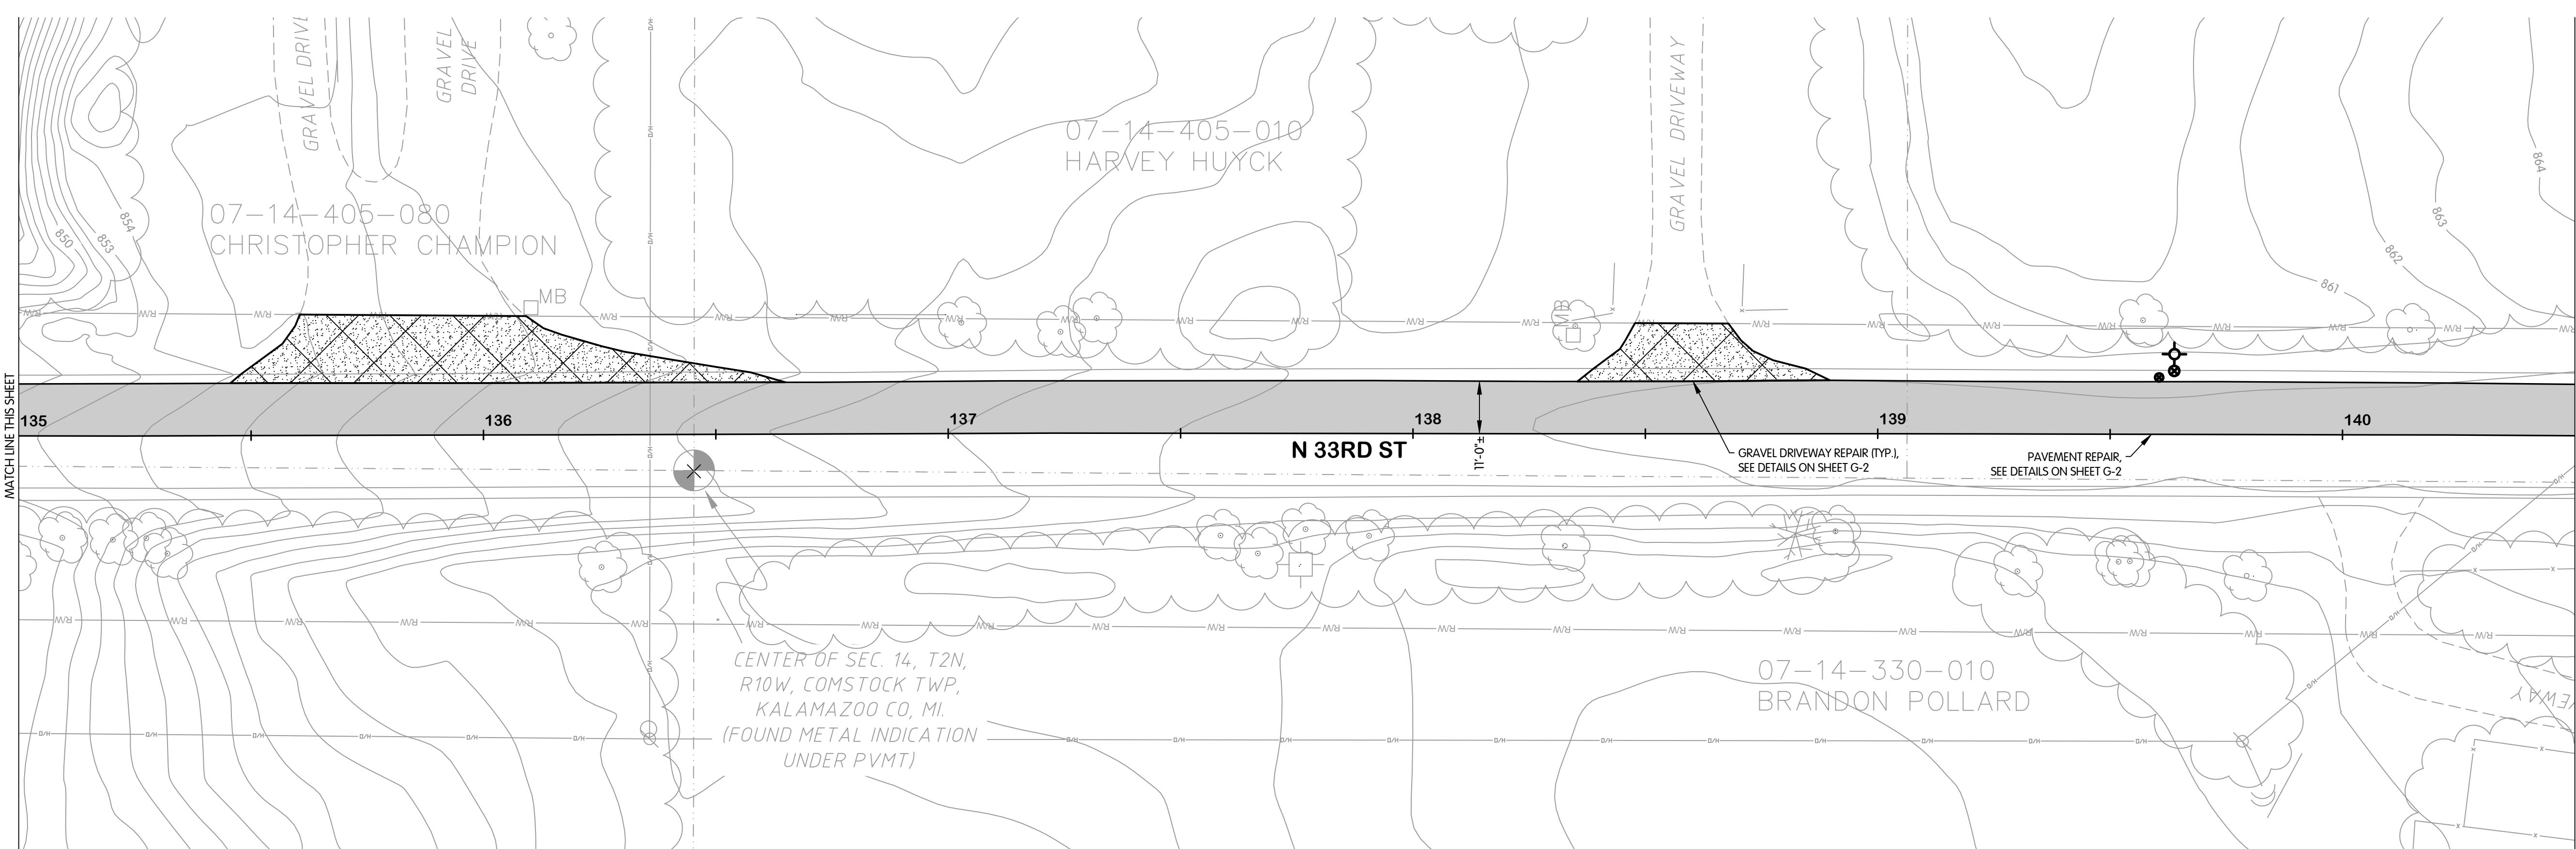 GRAVEL DRIV
GRAVEL
DRIVE
GRAVEL DRIVEWAY
07-14-405-010
HARVEY HUYCK
07-14-405-080
CHRISTOPHER CHAMPION
854
853
850
864
863
862
861
MB
MB
R/W
MATCH LINE THIS SHEET
135
136
137
138
139
140
N 33RD ST
11'-0"±
GRAVEL DRIVEWAY REPAIR (TYP.),
SEE DETAILS ON SHEET G-2
PAVEMENT REPAIR,
SEE DETAILS ON SHEET G-2
CENTER OF SEC. 14, T2N,
R10W, COMSTOCK TWP,
KALAMAZOO CO, MI.
(FOUND METAL INDICATION
UNDER PVMT)
07-14-330-010
BRANDON POLLARD
EWAY
O/H